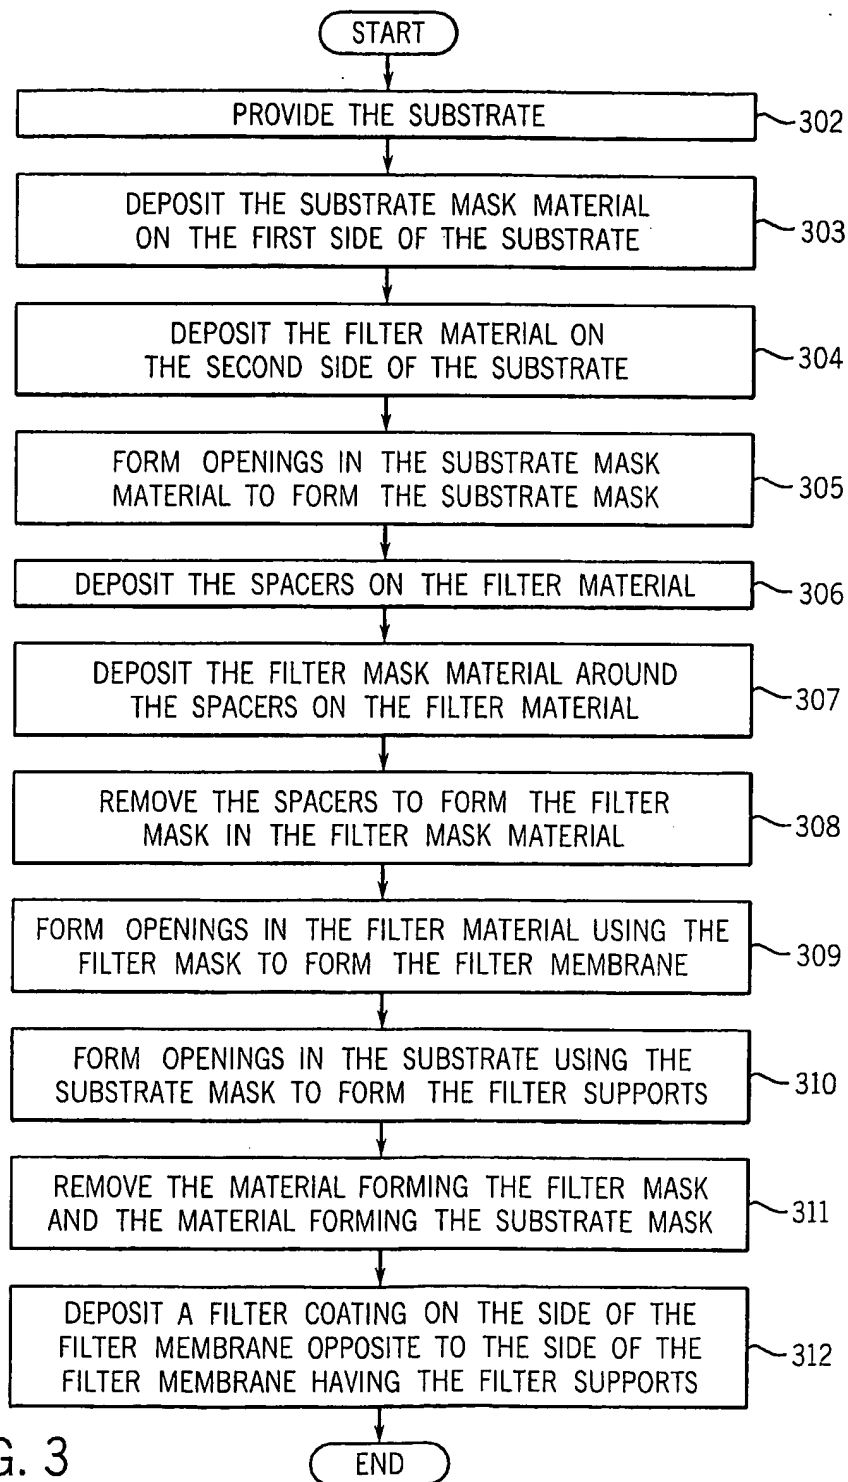 START
PROVIDE THE SUBSTRATE
302
DEPOSIT THE SUBSTRATE MASK MATERIAL
ON THE FIRST SIDE OF THE SUBSTRATE
303
DEPOSIT THE FILTER MATERIAL ON
THE SECOND SIDE OF THE SUBSTRATE
304
FORM OPENINGS IN THE SUBSTRATE MASK
MATERIAL TO FORM THE SUBSTRATE MASK
305
DEPOSIT THE SPACERS ON THE FILTER MATERIAL
306
DEPOSIT THE FILTER MASK MATERIAL AROUND
THE SPACERS ON THE FILTER MATERIAL
307
REMOVE THE SPACERS TO FORM THE FILTER
MASK IN THE FILTER MASK MATERIAL
308
FORM OPENINGS IN THE FILTER MATERIAL USING THE
FILTER MASK TO FORM THE FILTER MEMBRANE
309
FORM OPENINGS IN THE SUBSTRATE USING THE
SUBSTRATE MASK TO FORM THE FILTER SUPPORTS
310
REMOVE THE MATERIAL FORMING THE FILTER MASK
AND THE MATERIAL FORMING THE SUBSTRATE MASK
311
DEPOSIT A FILTER COATING ON THE SIDE OF THE
FILTER MEMBRANE OPPOSITE TO THE SIDE OF THE
FILTER MEMBRANE HAVING THE FILTER SUPPORTS
312
G. 3
END